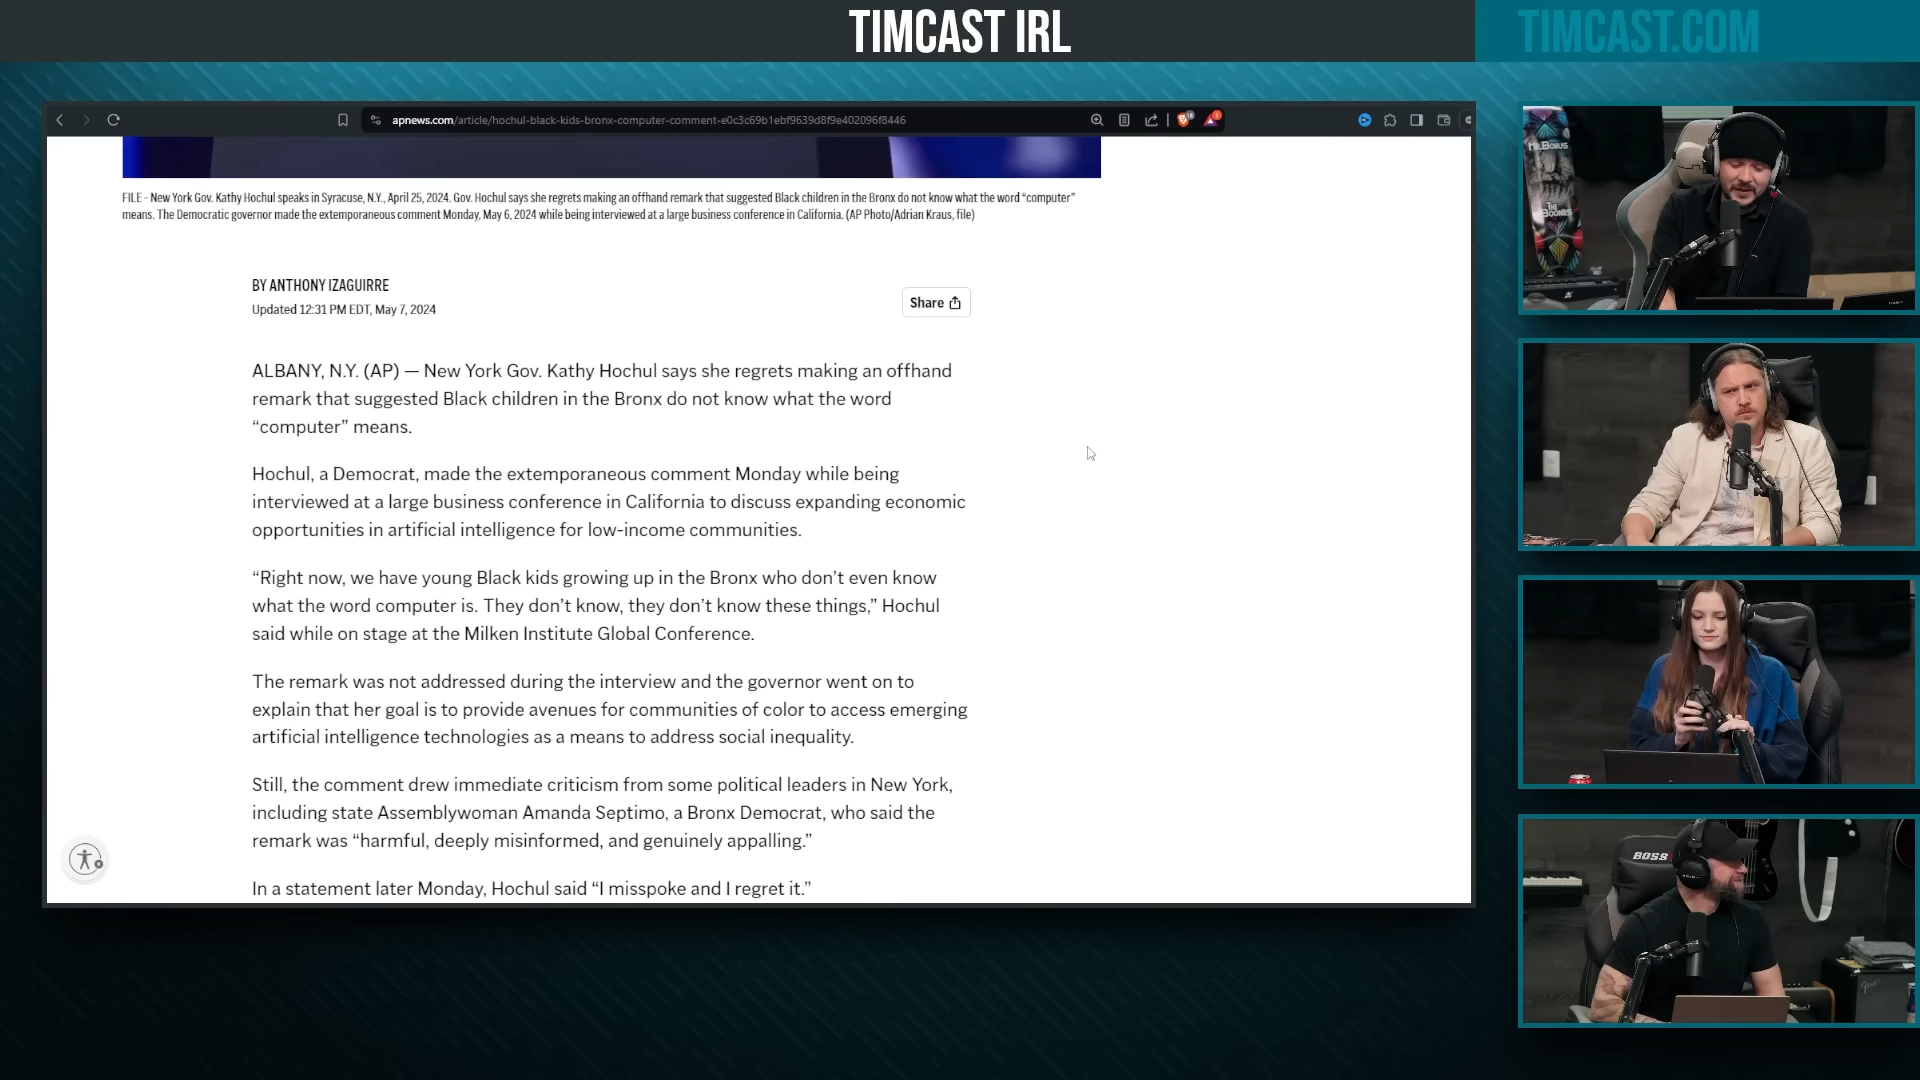 TIMCAST IRL
TIMCAST.COM
apnews.com/article/hochul-black-kids-bronx-computer-comment-e0c3c69b1ebf9639d8f9e402096f8446
FILE - New York Gov. Kathy Hochul speaks in Syracuse, N.Y., April 25, 2024. Gov. Hochul says she regrets making an offhand remark that suggested Black children in the Bronx do not know what the word “computer”
means. The Democratic governor made the extemporaneous comment Monday, May 6, 2024 while being interviewed at a large business conference in California. (AP Photo/Adrian Kraus, file)
BY ANTHONY IZAGUIRRE
Updated 12:31 PM EDT, May 7, 2024
Share
ALBANY, N.Y. (AP) — New York Gov. Kathy Hochul says she regrets making an offhand
remark that suggested Black children in the Bronx do not know what the word
“computer” means.
Hochul, a Democrat, made the extemporaneous comment Monday while being
interviewed at a large business conference in California to discuss expanding economic
opportunities in artificial intelligence for low-income communities.
“Right now, we have young Black kids growing up in the Bronx who don’t even know
what the word computer is. They don’t know, they don’t know these things,” Hochul
said while on stage at the Milken Institute Global Conference.
The remark was not addressed during the interview and the governor went on to
explain that her goal is to provide avenues for communities of color to access emerging
artificial intelligence technologies as a means to address social inequality.
Still, the comment drew immediate criticism from some political leaders in New York,
including state Assemblywoman Amanda Septimo, a Bronx Democrat, who said the
remark was “harmful, deeply misinformed, and genuinely appalling.”
In a statement later Monday, Hochul said “I misspoke and I regret it.”
MR.BONUS
THE
BOONIES
BOSS
Fender